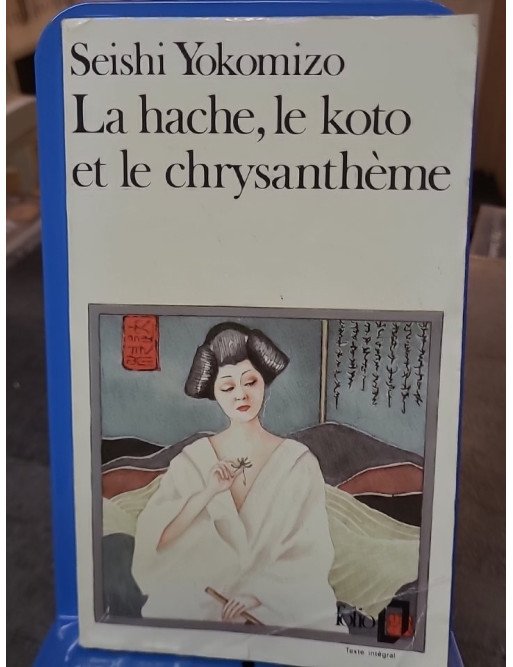 Seishi Yokomizo
La hache, le koto
et le chrysanthème
folio
Texte intégral